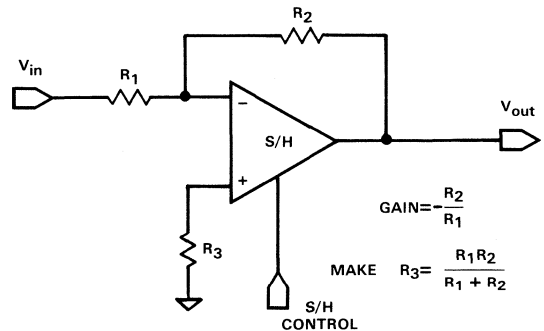 R2
Vin
R1
−
S/H
Vout
+
GAIN=-R2/R1
R3
MAKE R3= R1R2/R1 + R2
S/H
CONTROL